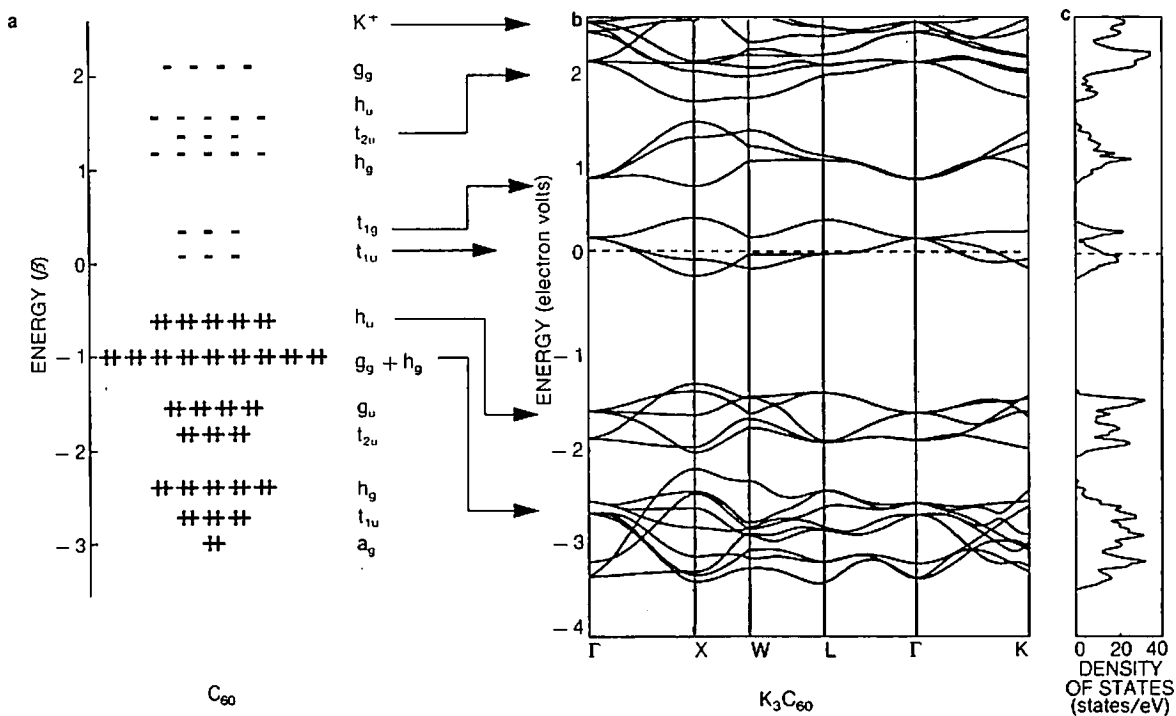 a
ENERGY (β)
2
1
0
−1
−2
−3
K⁺
g_g
h_u
t_2u
h_g
t_1g
t_1u
h_u
g_g + h_g
g_u
t_2u
h_g
t_1u
a_g
C₆₀
b
ENERGY (electron volts)
2
1
0
−1
−2
−3
−4
Γ X W L Γ K
K₃C₆₀
c
0 20 40
DENSITY
OF STATES
(states/eV)